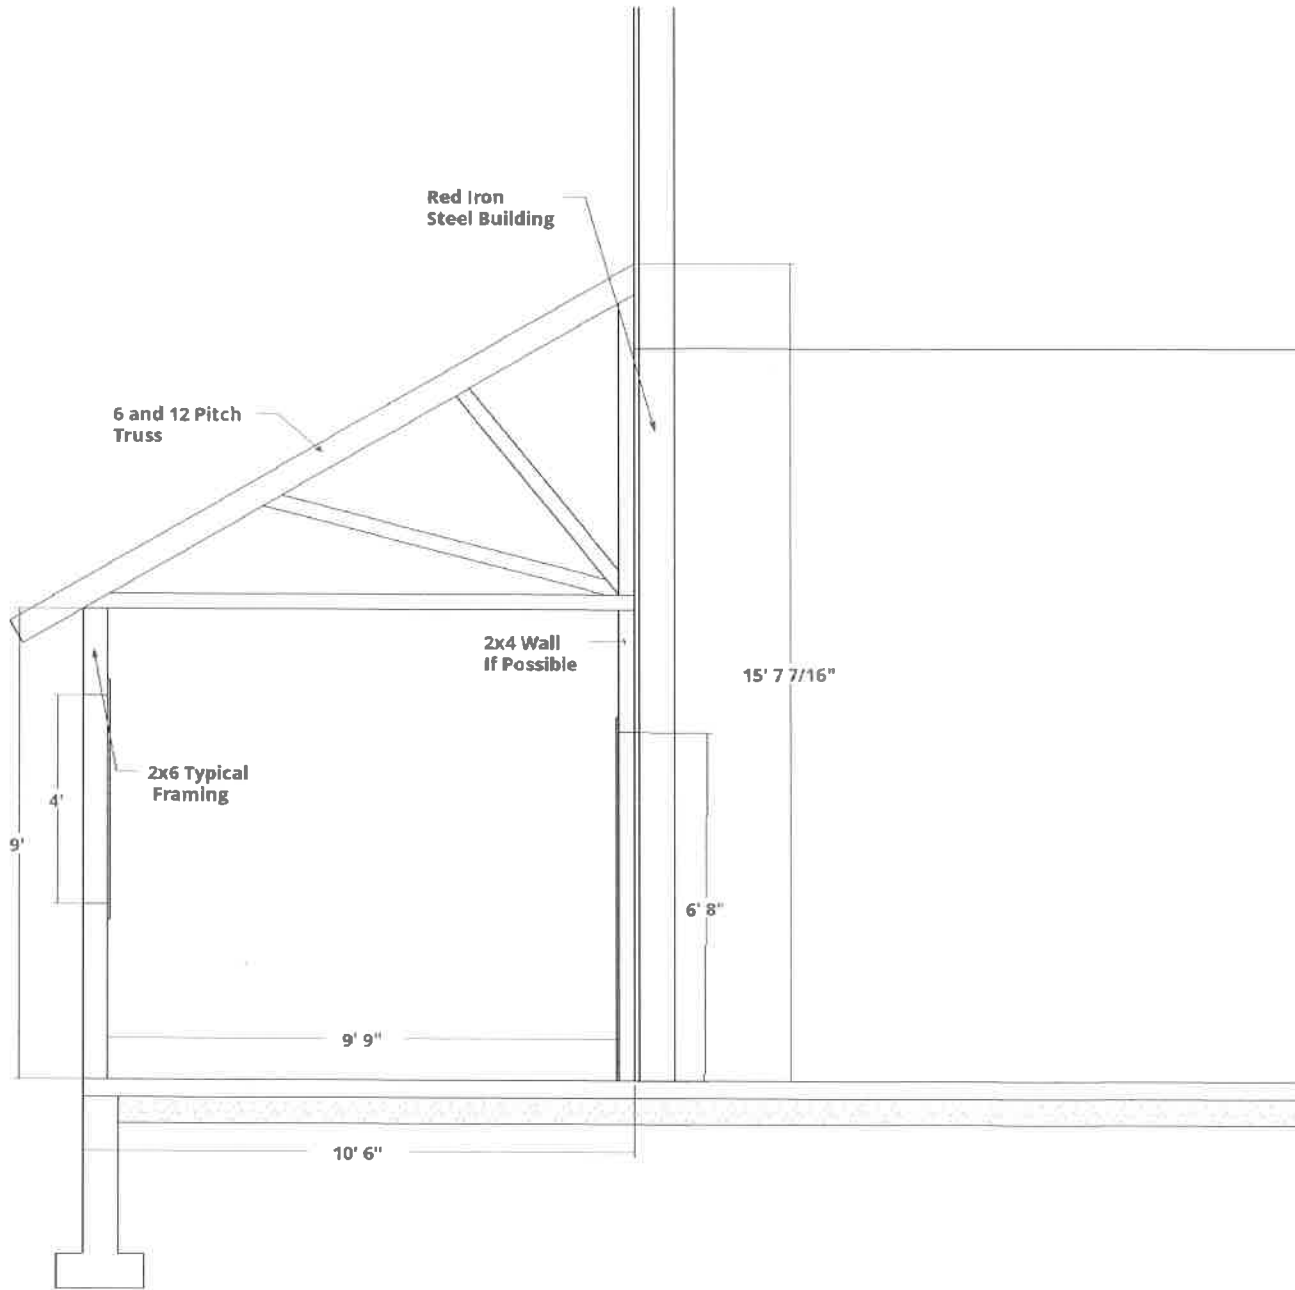 Red Iron
Steel Building
6 and 12 Pitch
Truss
2x4 Wall
If Possible
15' 7 7/16"
2x6 Typical
Framing
4'
9'
6' 8"
9' 9"
10' 6"